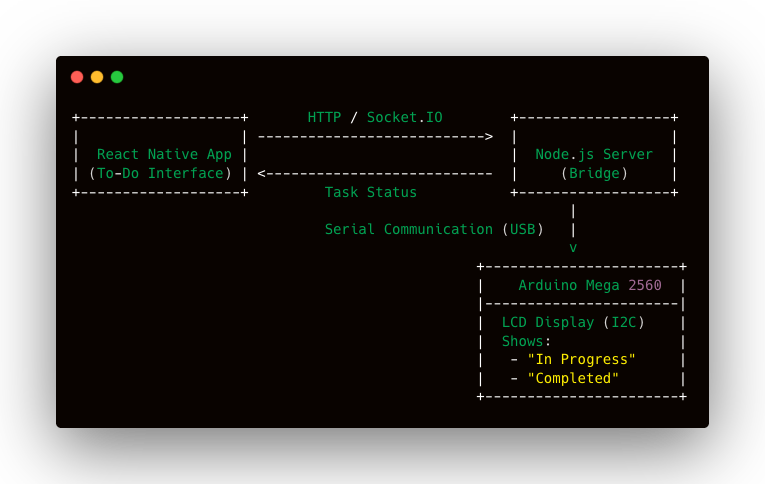 HTTP / Socket.IO
React Native App
(To-Do Interface)
Node.js Server
(Bridge)
Task Status
Serial Communication (USB)
v
Arduino Mega 2560
LCD Display (I2C)
Shows:
- "In Progress"
- "Completed"